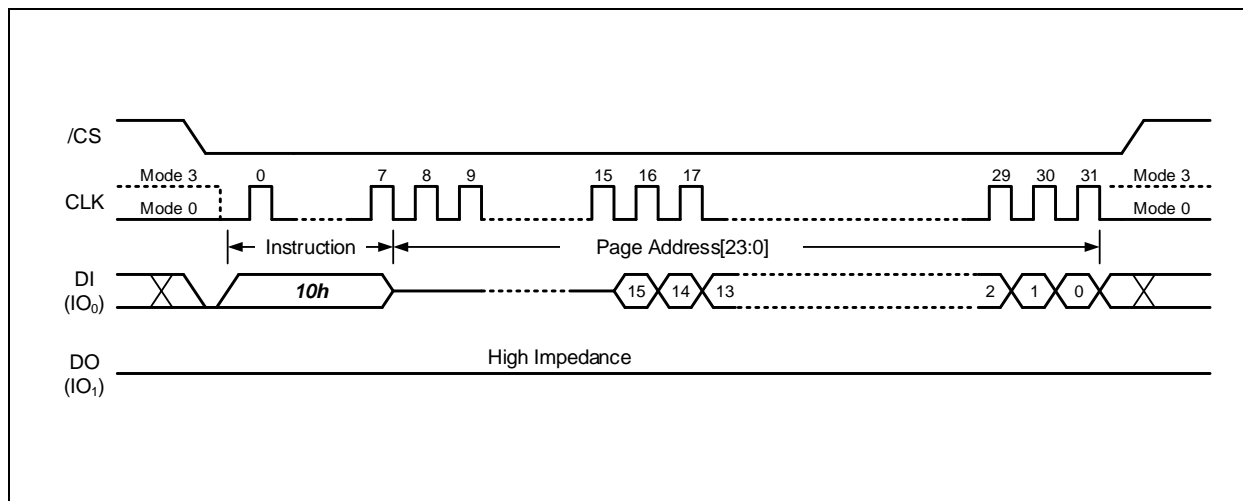 /CS
Mode 3 0 7 8 9 15 16 17 29 30 31 Mode 3
CLK
Mode 0 Mode 0
Instruction Page Address[23:0]
DI
(IO₀)
10h 15 14 13 2 1 0
High Impedance
DO
(IO₁)